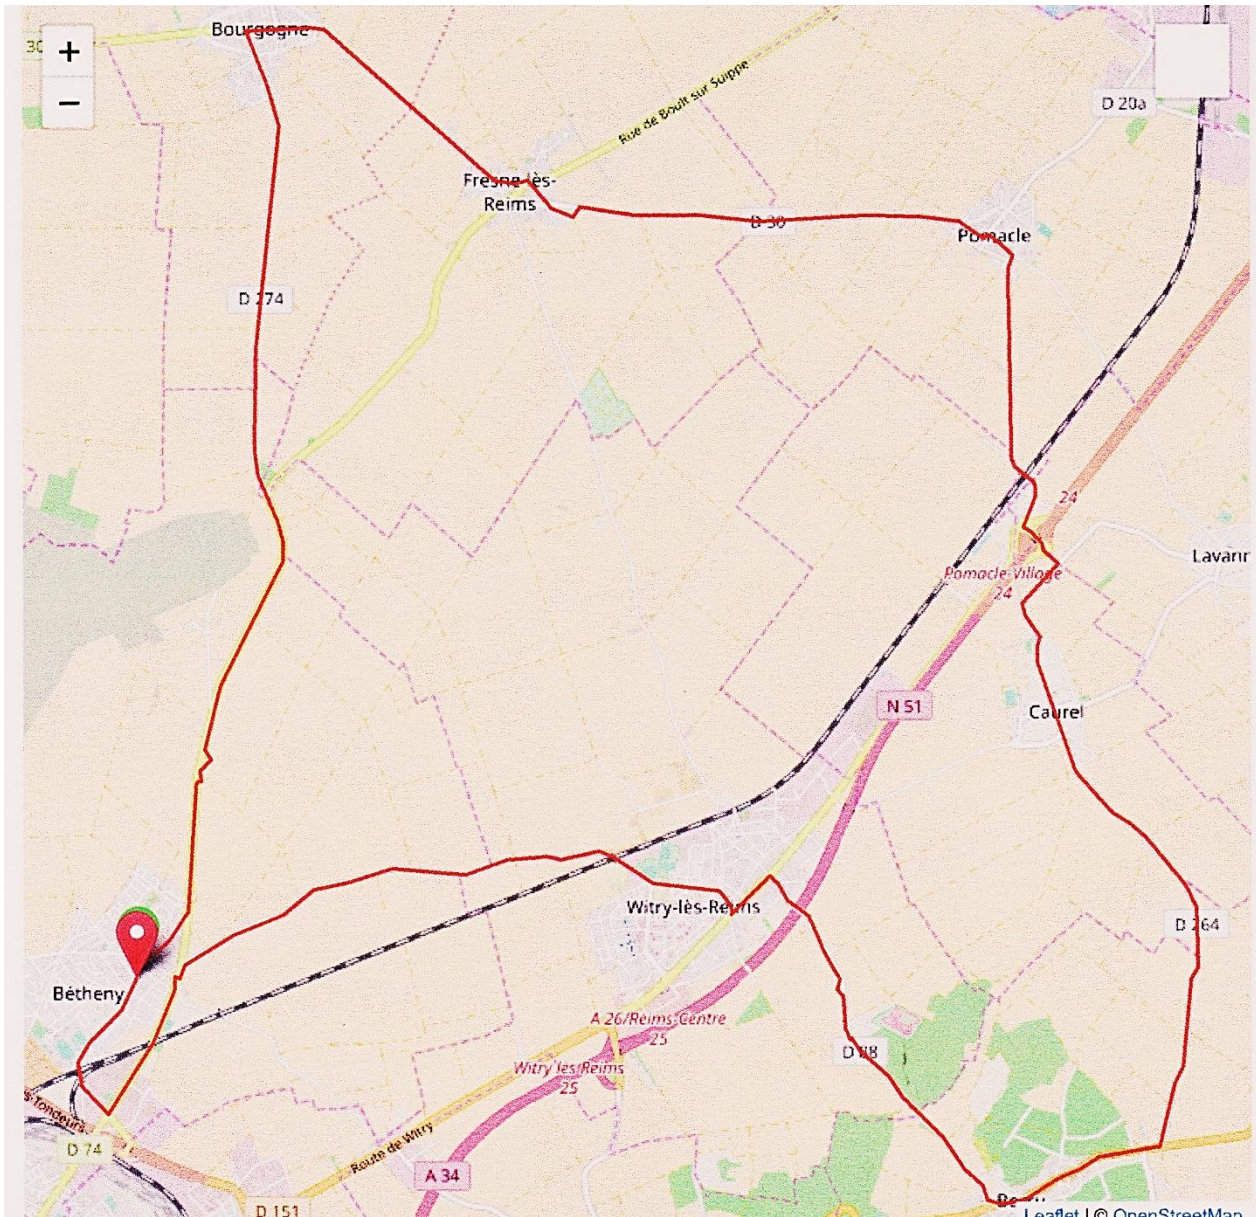 +
−
30
Bourgogne
Rue de Boult sur Suippe
D 20a
Fresne-lès-
Reims
D 30
Pomacle
D 274
24
Lavann
Pomacle-Village
24
N 51
Caurel
Witry-lès-Reims
D 264
Bétheny
A 26/Reims-Centre
25
Witry lès Reims
25
D 74
Route de Witry
A 34
D 151
Leaflet | © OpenStreetMap